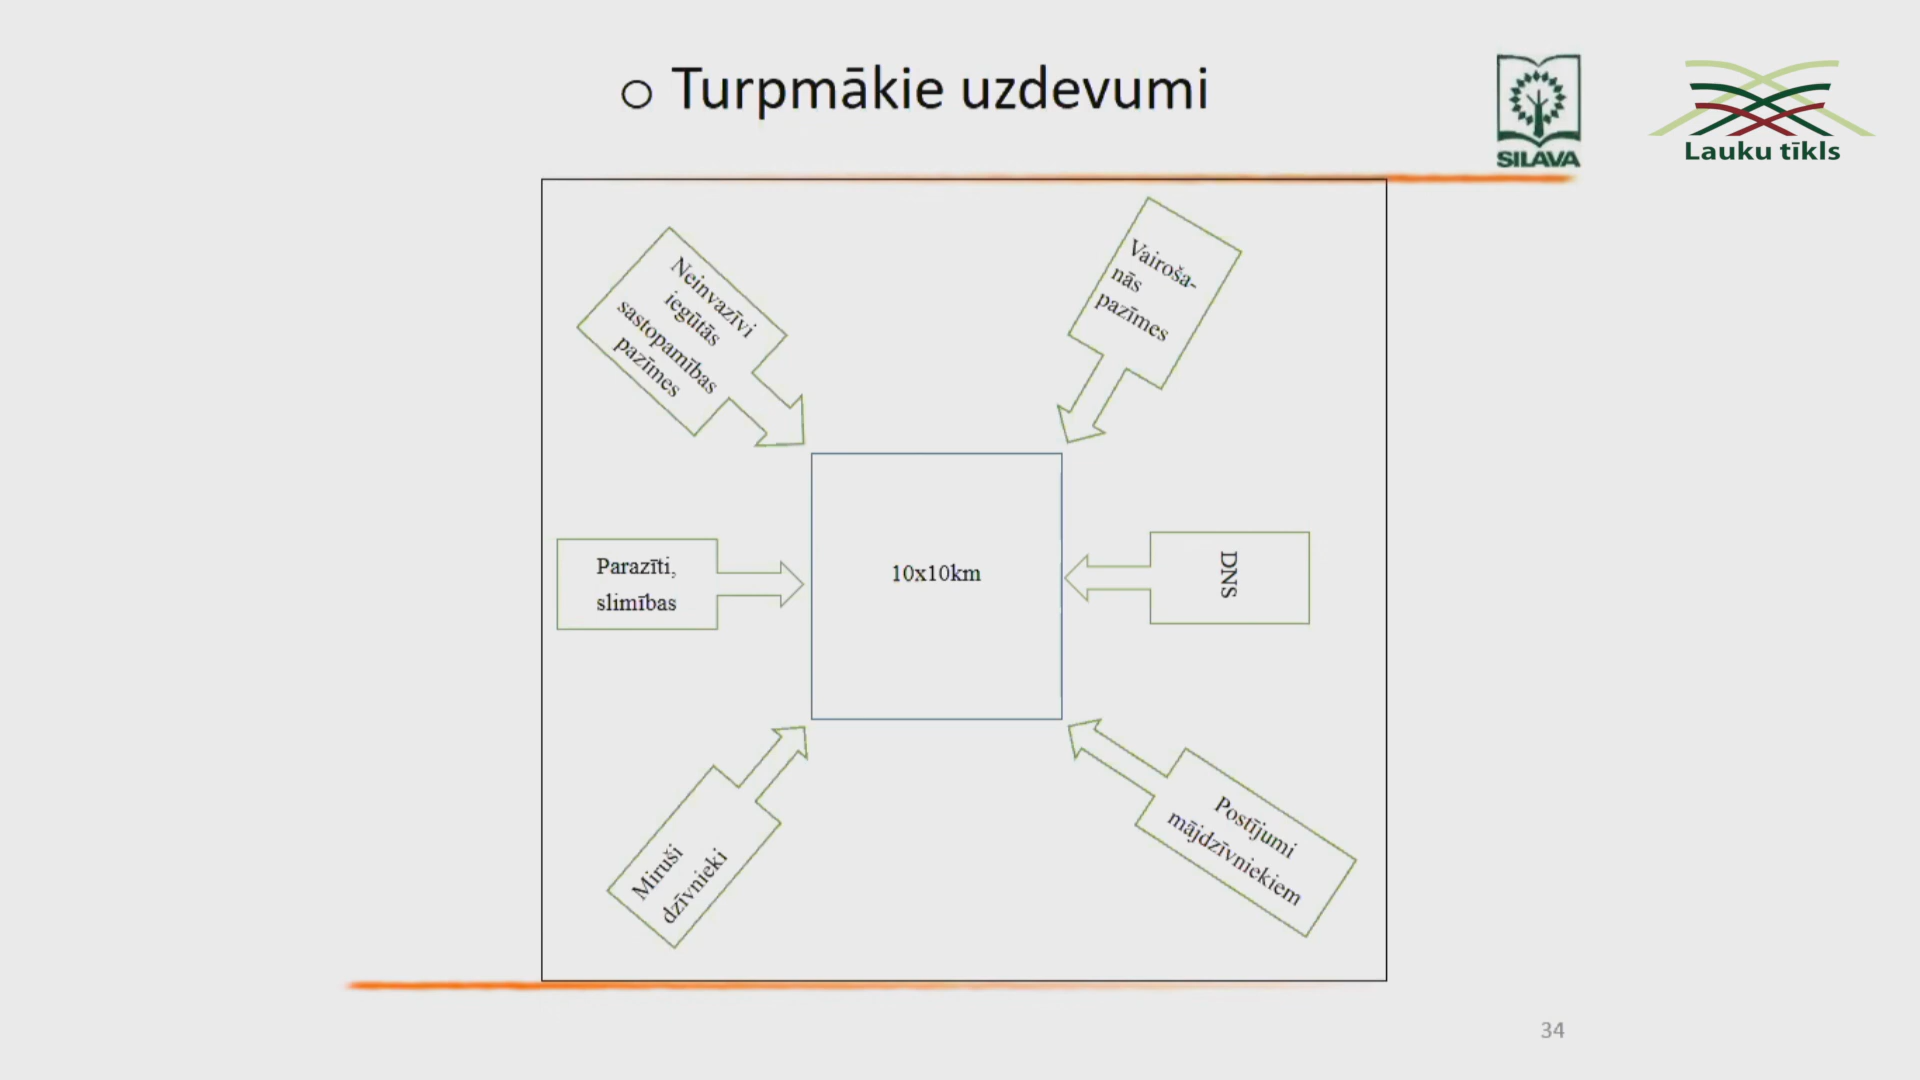 o Turpmākie uzdevumi
SILAVA
Lauku tīkls
Neinvazīvi
iegūtās
sastopamības
pazīmes
Vairoša-
nās
pazīmes
Parazīti,
slimības
10x10km
DNS
Miruši
dzīvnieki
Postījumi
mājdzīvniekiem
34